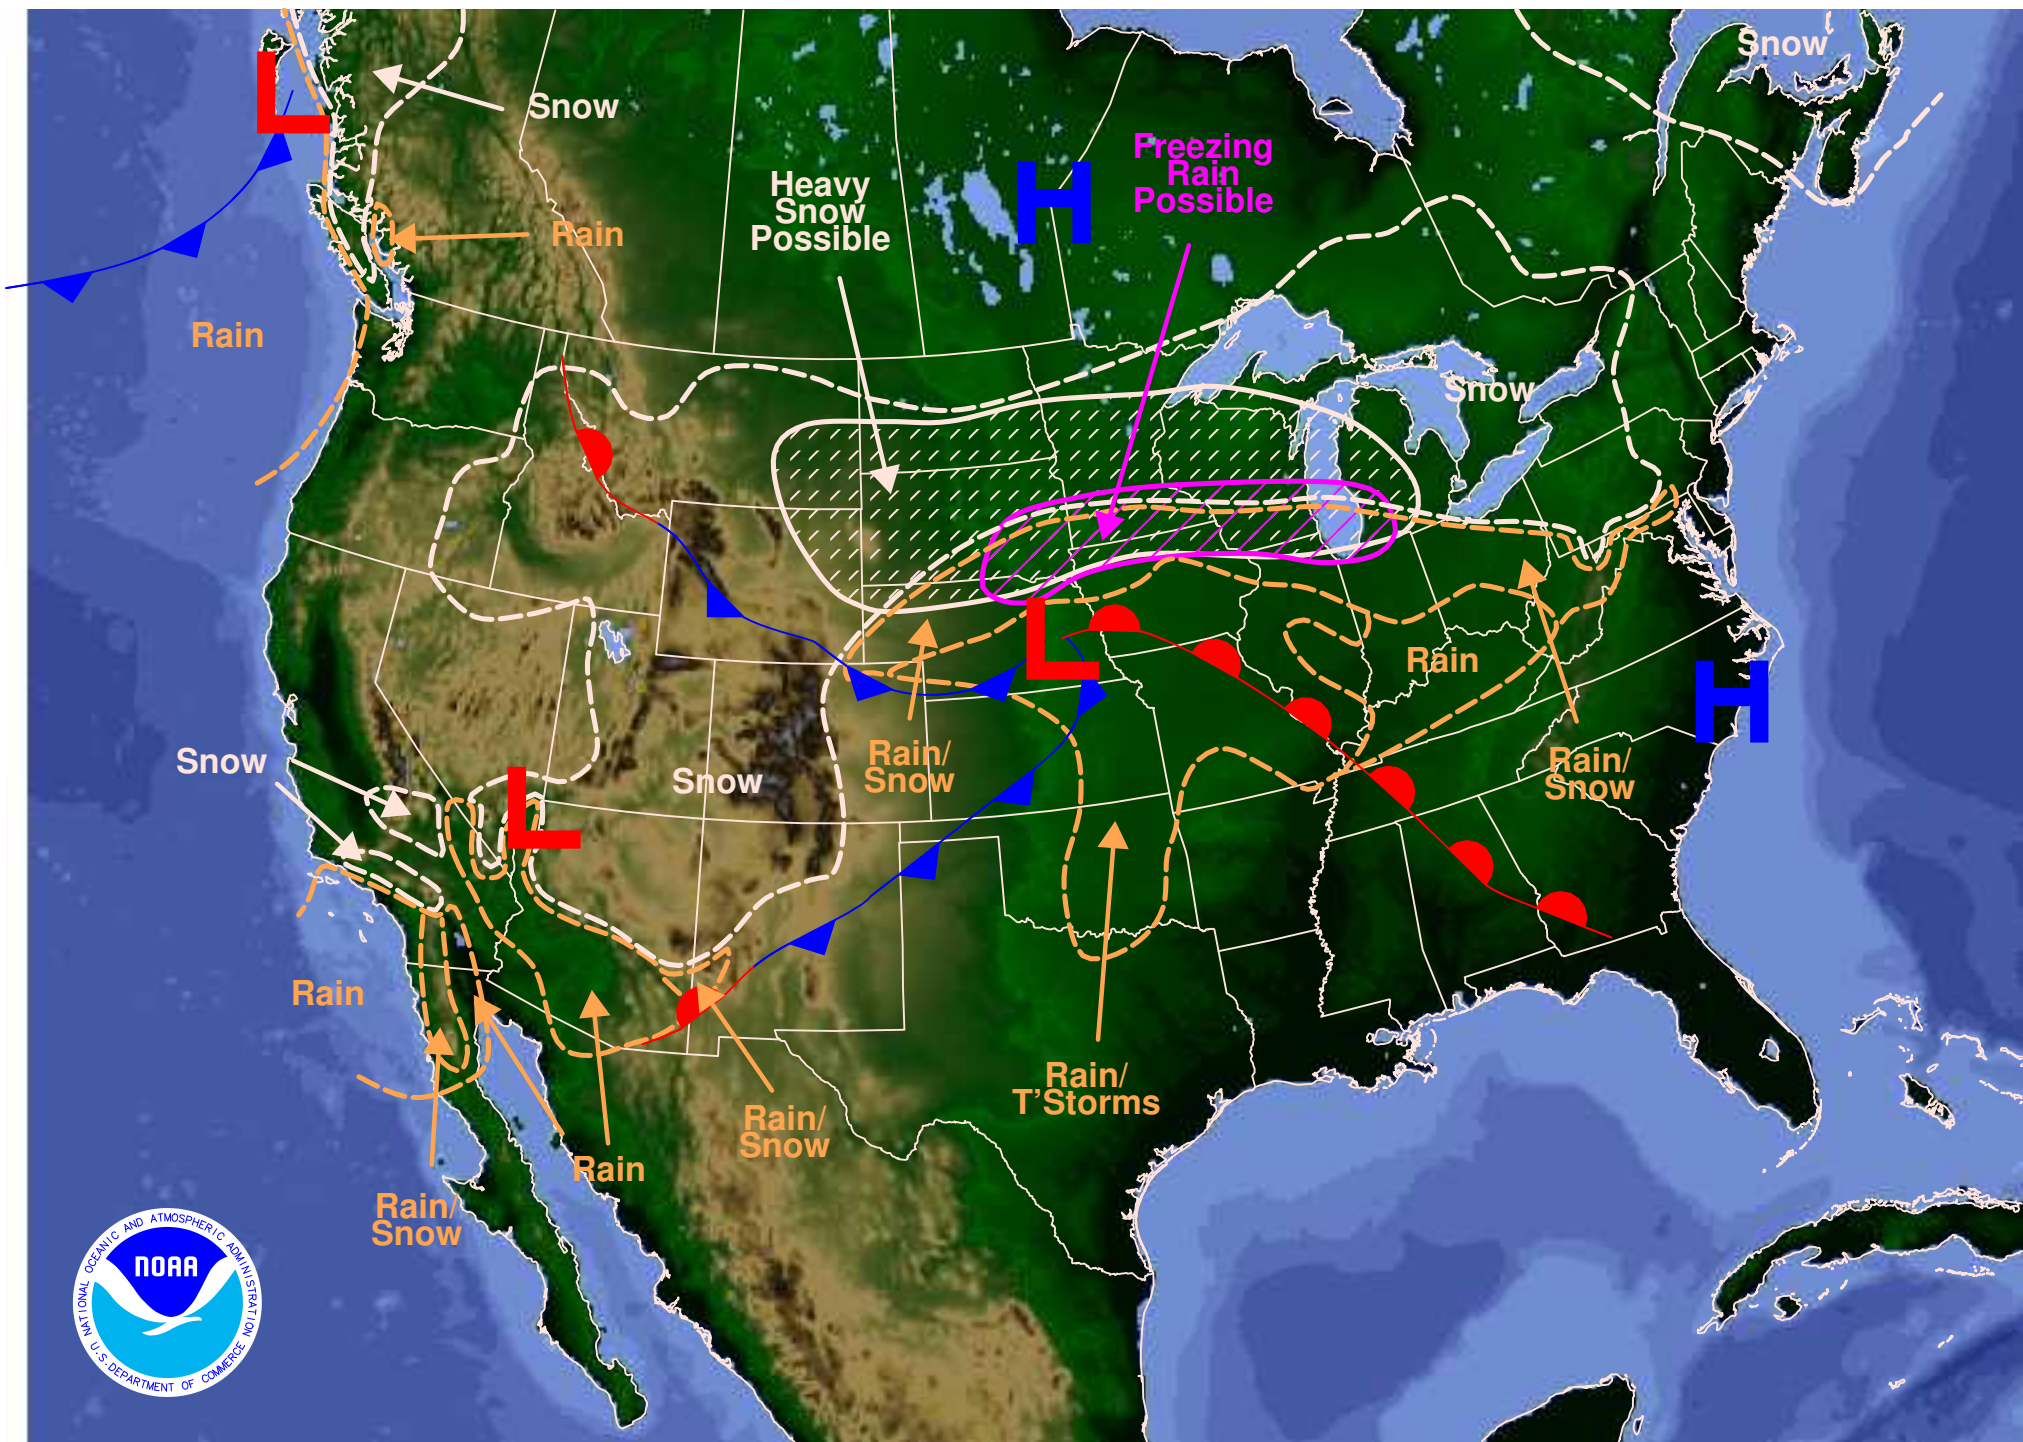 Snow
L
Snow
Freezing
Rain
Possible
Heavy
Snow
Possible
H
Rain
Rain
Snow
L
Rain
H
Rain/
Snow
Rain/
Snow
Snow
Snow
L
Rain
Rain/
T'Storms
Rain/
Snow
Rain
Rain/
Snow
NATIONAL OCEANIC AND ATMOSPHERIC ADMINISTRATION
NOAA
U.S. DEPARTMENT OF COMMERCE